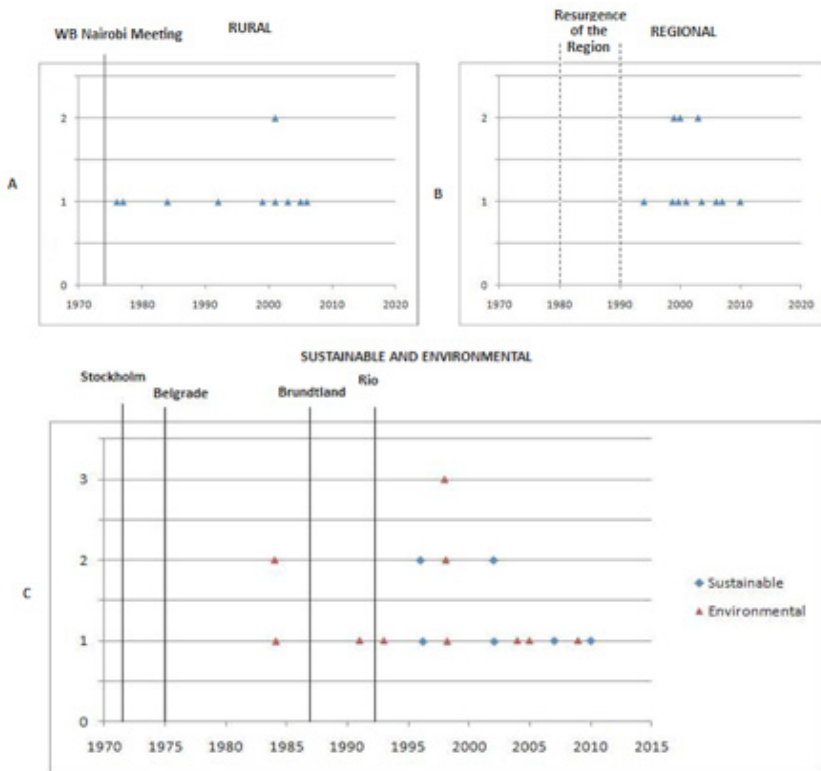 WB Nairobi Meeting
RURAL
A
2
1
0
1970 1980 1990 2000 2010 2020
Resurgence
of the
Region
REGIONAL
B
2
1
0
1970 1980 1990 2000 2010 2020
SUSTAINABLE AND ENVIRONMENTAL
Stockholm
Belgrade
Brundtland
Rio
C
3
2
1
0
1970 1975 1980 1985 1990 1995 2000 2005 2010 2015
Sustainable
Environmental